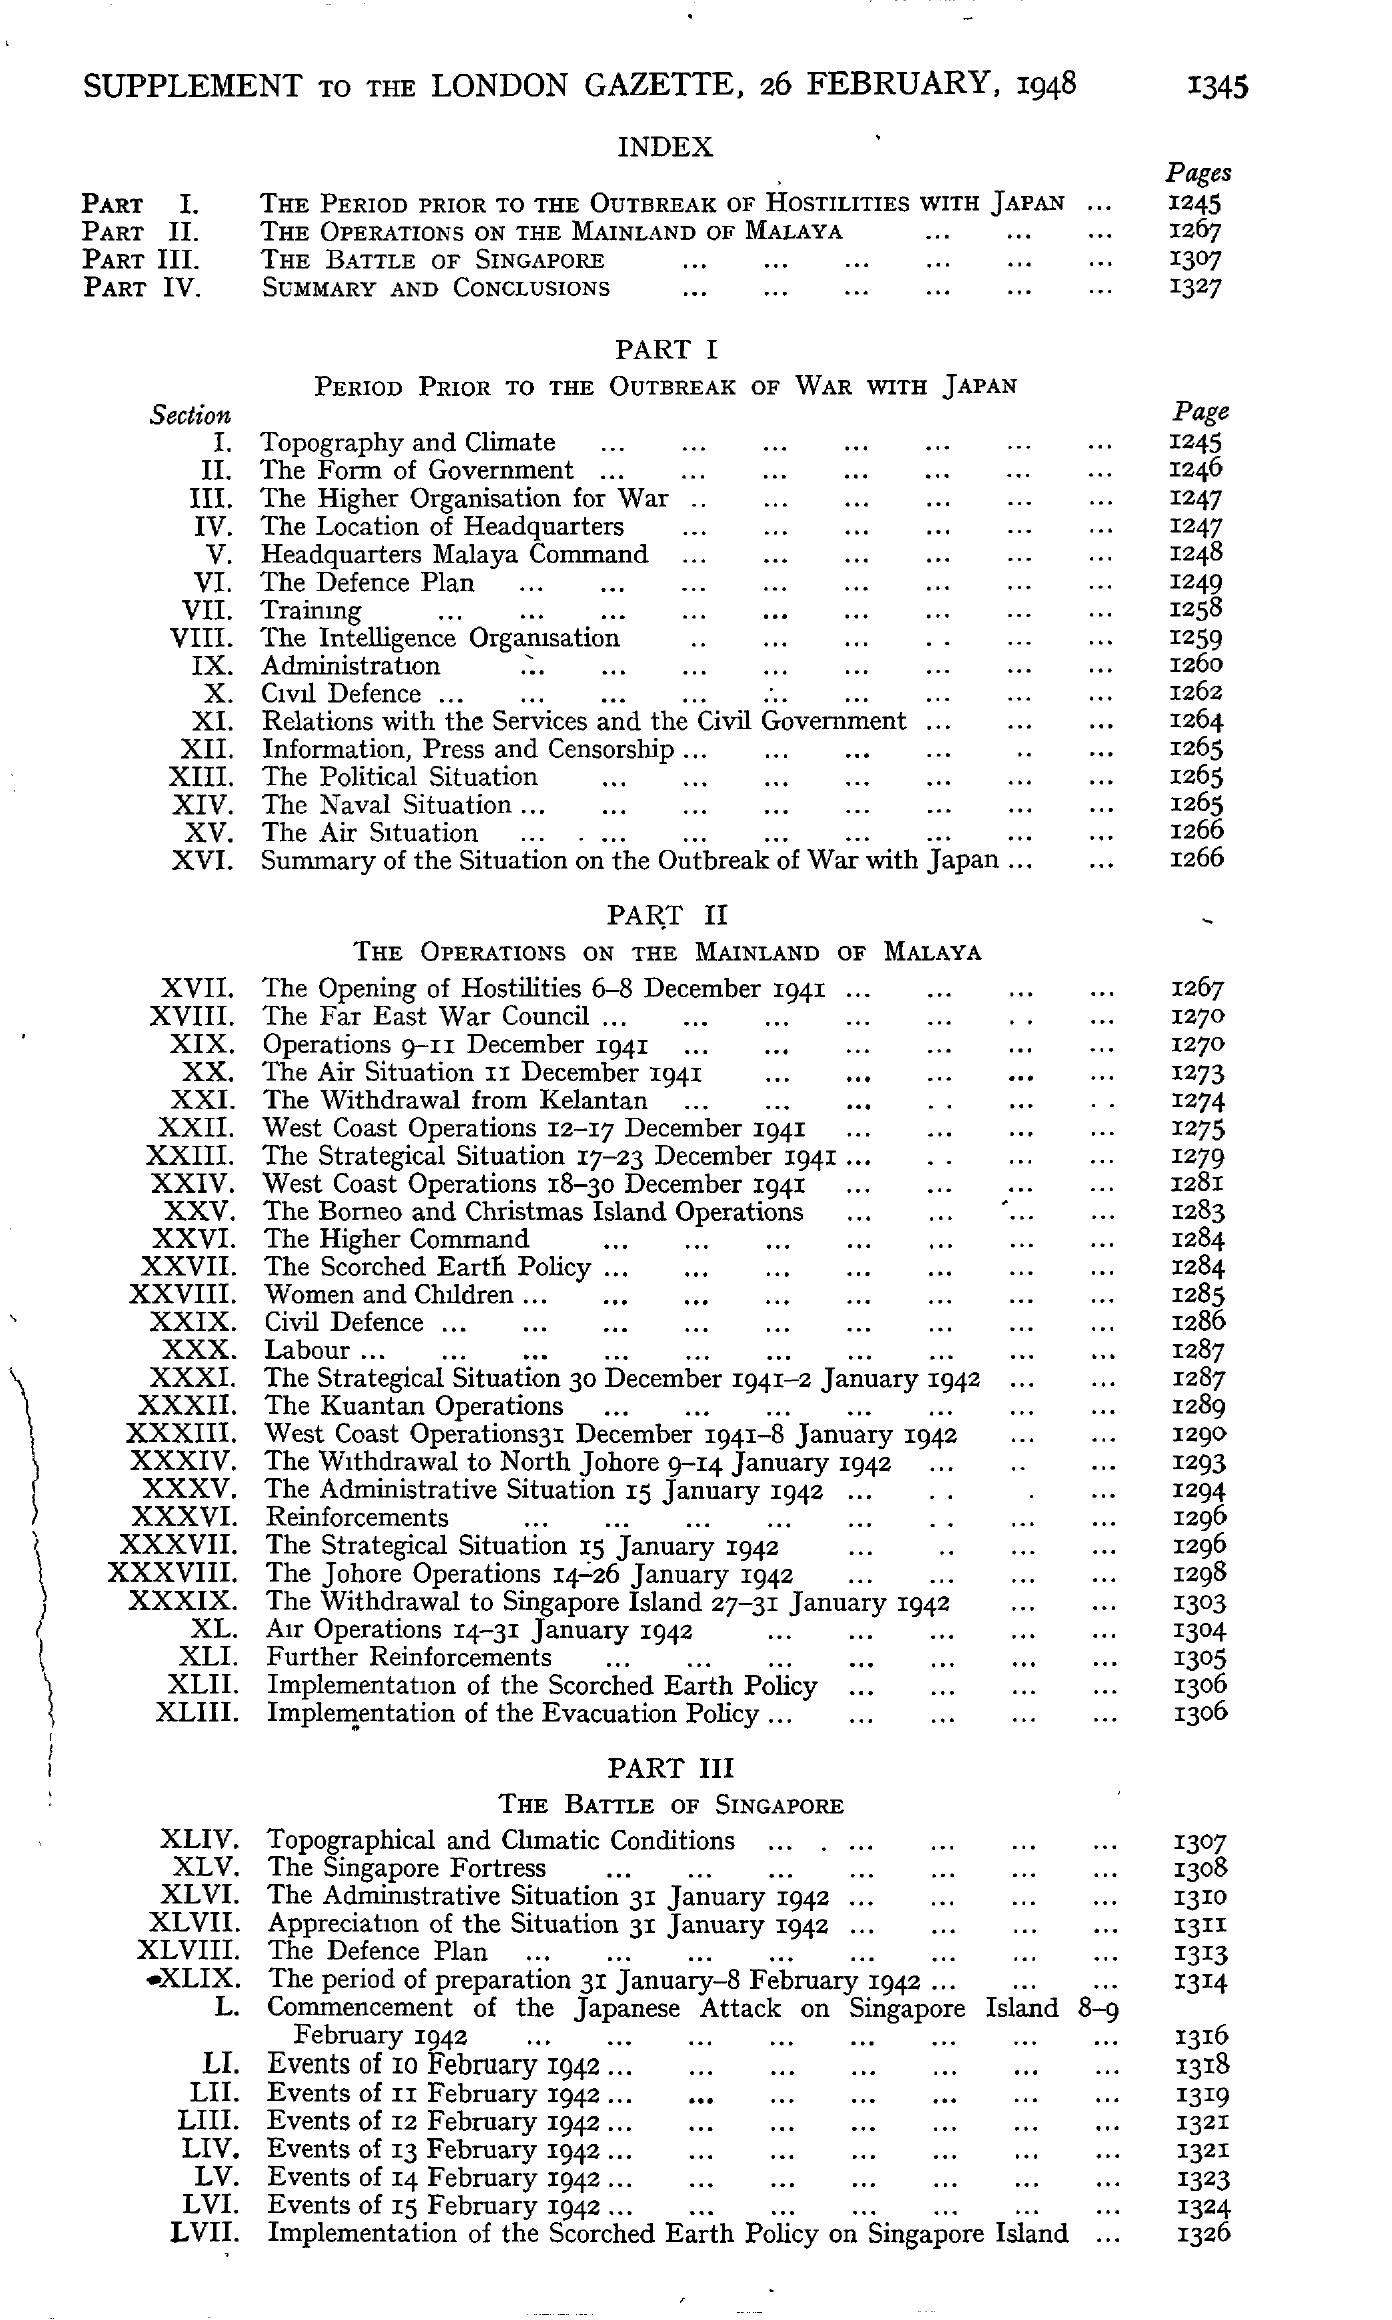 SUPPLEMENT TO THE LONDON GAZETTE, 26 FEBRUARY, 1948 1345
INDEX
Pages
PART I. THE PERIOD PRIOR TO THE OUTBREAK OF HOSTILITIES WITH JAPAN ... 1245
PART II. THE OPERATIONS ON THE MAINLAND OF MALAYA ... ... ... 1267
PART III. THE BATTLE OF SINGAPORE ... ... ... ... ... ... 1307
PART IV. SUMMARY AND CONCLUSIONS ... ... ... ... ... ... 1327
PART I
PERIOD PRIOR TO THE OUTBREAK OF WAR WITH JAPAN
Section Page
I. Topography and Climate ... ... ... ... ... ... ... 1245
II. The Form of Government ... ... ... ... ... ... ... 1246
III. The Higher Organisation for War .. ... ... ... ... ... 1247
IV. The Location of Headquarters ... ... ... ... ... ... 1247
V. Headquarters Malaya Command ... ... ... ... ... ... 1248
VI. The Defence Plan ... ... ... ... ... ... ... ... 1249
VII. Training ... ... ... ... ... ... ... ... ... 1258
VIII. The Intelligence Organisation .. ... ... .. ... ... 1259
IX. Administration ... ... ... ... ... ... ... ... 1260
X. Civil Defence ... ... ... ... ... ... ... ... ... 1262
XI. Relations with the Services and the Civil Government ... ... ... 1264
XII. Information, Press and Censorship ... ... ... ... .. ... 1265
XIII. The Political Situation ... ... ... ... ... ... ... 1265
XIV. The Naval Situation ... ... ... ... ... ... ... ... 1265
XV. The Air Situation ... ... ... ... ... ... ... ... 1266
XVI. Summary of the Situation on the Outbreak of War with Japan ... ... 1266
PART II
THE OPERATIONS ON THE MAINLAND OF MALAYA
XVII. The Opening of Hostilities 6–8 December 1941 ... ... ... ... 1267
XVIII. The Far East War Council ... ... ... ... ... .. ... 1270
XIX. Operations 9–11 December 1941 ... ... ... ... ... ... 1270
XX. The Air Situation 11 December 1941 ... ... ... ... ... 1273
XXI. The Withdrawal from Kelantan ... ... ... .. ... .. 1274
XXII. West Coast Operations 12–17 December 1941 ... ... ... ... 1275
XXIII. The Strategical Situation 17–23 December 1941 ... .. ... ... 1279
XXIV. West Coast Operations 18–30 December 1941 ... ... ... ... 1281
XXV. The Borneo and Christmas Island Operations ... ... ... ... 1283
XXVI. The Higher Command ... ... ... ... ... ... ... 1284
XXVII. The Scorched Earth Policy ... ... ... ... ... ... ... 1284
XXVIII. Women and Children ... ... ... ... ... ... ... ... 1285
XXIX. Civil Defence ... ... ... ... ... ... ... ... ... 1286
XXX. Labour ... ... ... ... ... ... ... ... ... ... 1287
XXXI. The Strategical Situation 30 December 1941–2 January 1942 ... ... 1287
XXXII. The Kuantan Operations ... ... ... ... ... ... ... 1289
XXXIII. West Coast Operations31 December 1941–8 January 1942 ... ... 1290
XXXIV. The Withdrawal to North Johore 9–14 January 1942 ... .. ... 1293
XXXV. The Administrative Situation 15 January 1942 ... .. . ... 1294
XXXVI. Reinforcements ... ... ... ... ... .. ... ... 1296
XXXVII. The Strategical Situation 15 January 1942 ... .. ... ... 1296
XXXVIII. The Johore Operations 14–26 January 1942 ... ... ... ... 1298
XXXIX. The Withdrawal to Singapore Island 27–31 January 1942 ... ... 1303
XL. Air Operations 14–31 January 1942 ... ... ... ... ... 1304
XLI. Further Reinforcements ... ... ... ... ... ... ... 1305
XLII. Implementation of the Scorched Earth Policy ... ... ... ... 1306
XLIII. Implementation of the Evacuation Policy ... ... ... ... ... 1306
PART III
THE BATTLE OF SINGAPORE
XLIV. Topographical and Climatic Conditions ... . ... ... ... ... 1307
XLV. The Singapore Fortress ... ... ... ... ... ... ... 1308
XLVI. The Administrative Situation 31 January 1942 ... ... ... ... 1310
XLVII. Appreciation of the Situation 31 January 1942 ... ... ... ... 1311
XLVIII. The Defence Plan ... ... ... ... ... ... ... ... 1313
XLIX. The period of preparation 31 January–8 February 1942 ... ... ... 1314
L. Commencement of the Japanese Attack on Singapore Island 8–9
February 1942 ... ... ... ... ... ... ... ... 1316
LI. Events of 10 February 1942 ... ... ... ... ... ... ... 1318
LII. Events of 11 February 1942 ... ... ... ... ... ... ... 1319
LIII. Events of 12 February 1942 ... ... ... ... ... ... ... 1321
LIV. Events of 13 February 1942 ... ... ... ... ... ... ... 1321
LV. Events of 14 February 1942 ... ... ... ... ... ... ... 1323
LVI. Events of 15 February 1942 ... ... ... ... ... ... ... 1324
LVII. Implementation of the Scorched Earth Policy on Singapore Island ... 1326